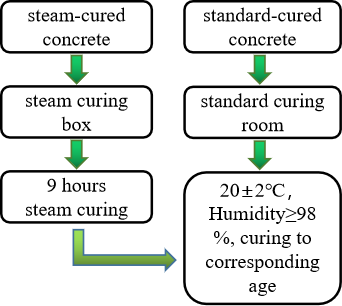 steam-cured
concrete
standard-cured
concrete
steam curing
box
standard curing
room
9 hours
steam curing
20±2℃,
Humidity≥98
%, curing to
corresponding
age